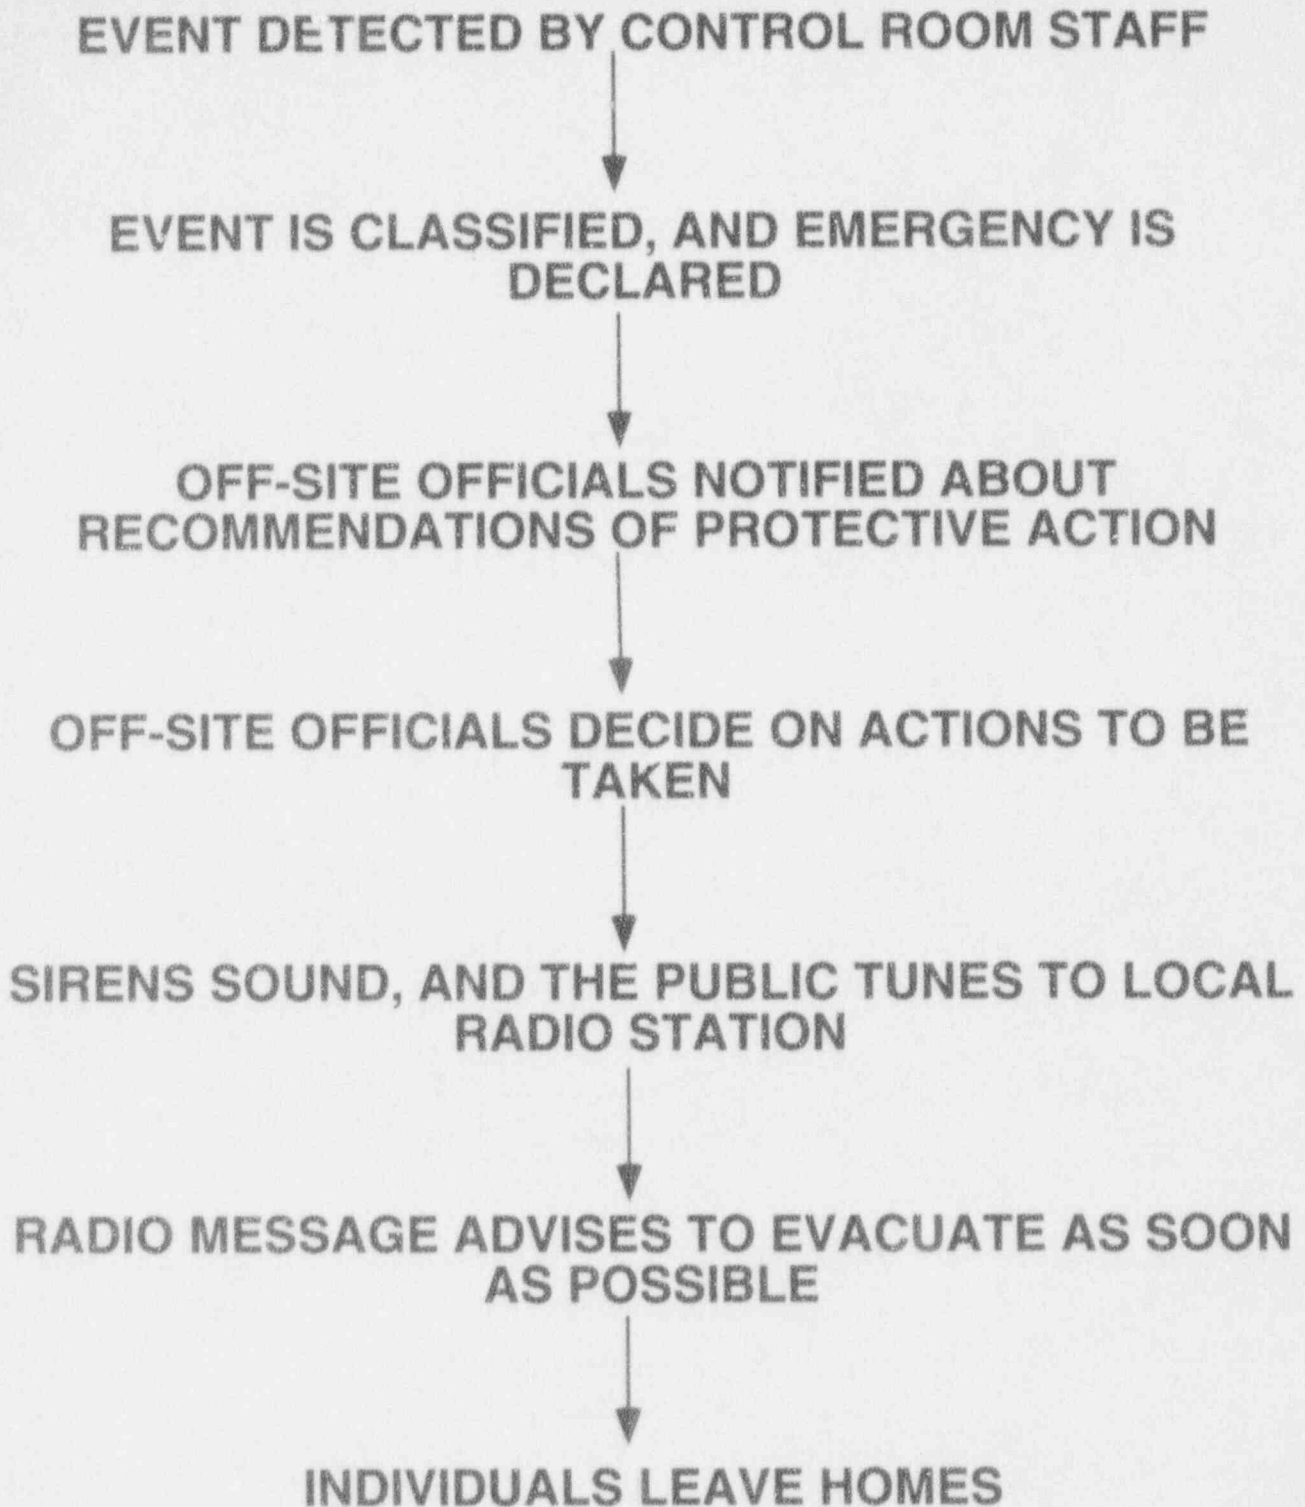 EVENT DETECTED BY CONTROL ROOM STAFF
EVENT IS CLASSIFIED, AND EMERGENCY IS
DECLARED
OFF-SITE OFFICIALS NOTIFIED ABOUT
RECOMMENDATIONS OF PROTECTIVE ACTION
OFF-SITE OFFICIALS DECIDE ON ACTIONS TO BE
TAKEN
SIRENS SOUND, AND THE PUBLIC TUNES TO LOCAL
RADIO STATION
RADIO MESSAGE ADVISES TO EVACUATE AS SOON
AS POSSIBLE
INDIVIDUALS LEAVE HOMES